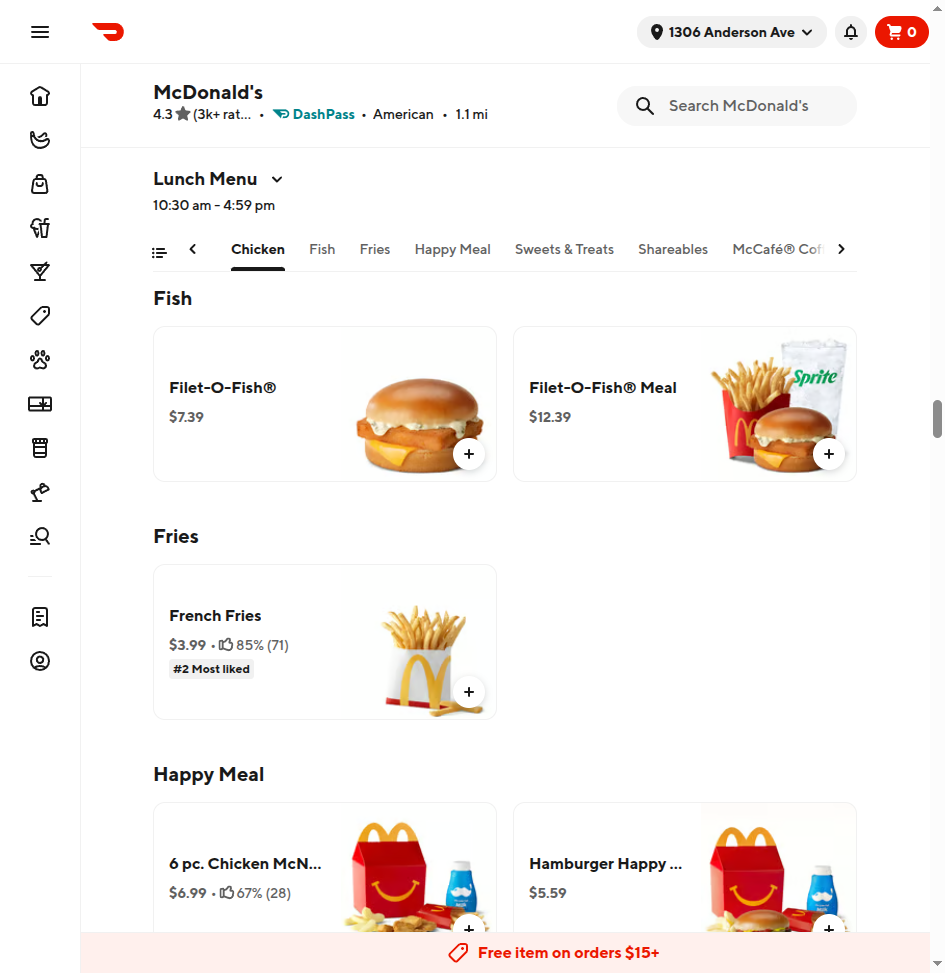 1306 Anderson Ave
0
McDonald's
4.3 (3k+ rat... • DashPass • American • 1.1 mi
Search McDonald's
Lunch Menu
10:30 am - 4:59 pm
Chicken Fish Fries Happy Meal Sweets & Treats Shareables McCafé® Cof
Fish
Filet-O-Fish®
$7.39
Filet-O-Fish® Meal
$12.39
Sprite
Fries
French Fries
$3.99 • 85% (71)
#2 Most liked
Happy Meal
6 pc. Chicken McN...
$6.99 • 67% (28)
Hamburger Happy ...
$5.59
Free item on orders $15+